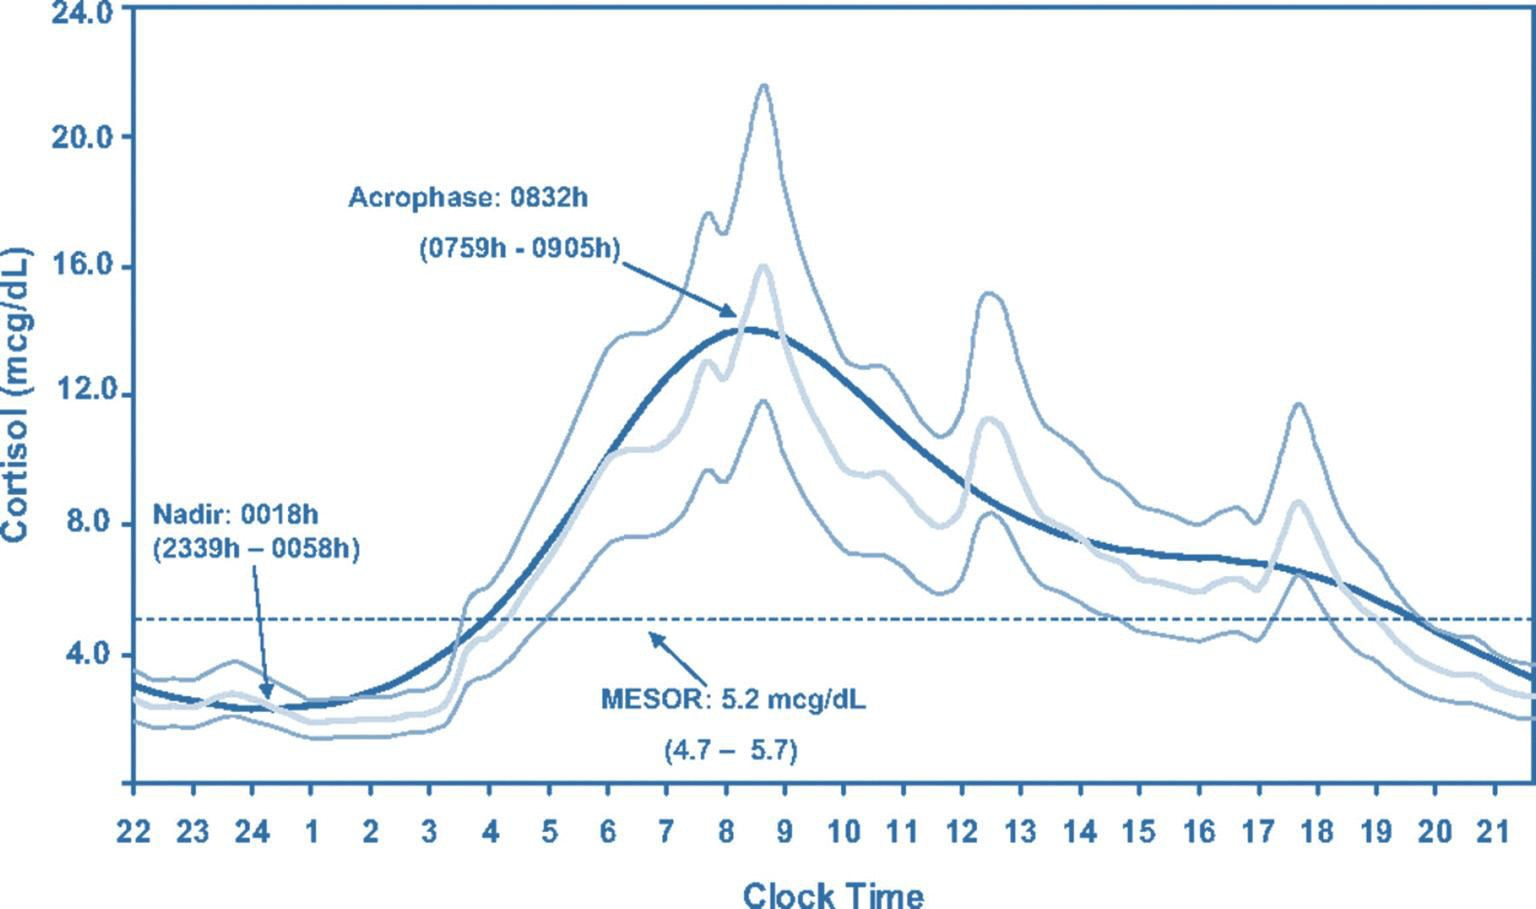 24.0
20.0
16.0
12.0
8.0
4.0
Cortisol (mcg/dL)
Acrophase: 0832h
(0759h - 0905h)
Nadir: 0018h
(2339h – 0058h)
MESOR: 5.2 mcg/dL
(4.7 – 5.7)
22 23 24 1 2 3 4 5 6 7 8 9 10 11 12 13 14 15 16 17 18 19 20 21
Clock Time